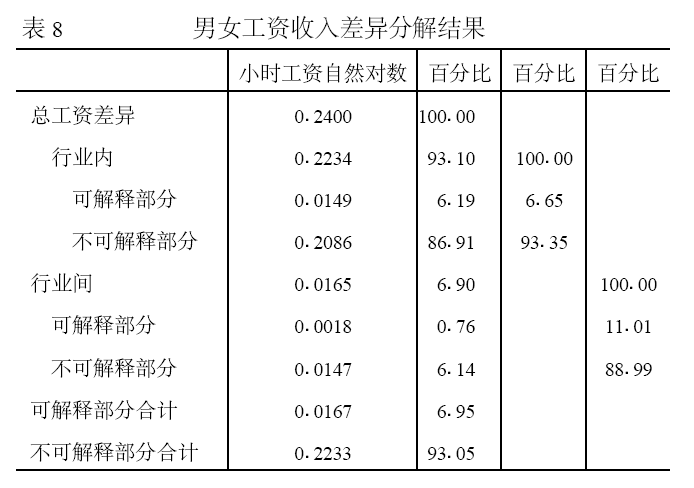 表 8 男女工资收入差异分解结果
小时工资自然对数 百分比 百分比 百分比
总工资差异 0.2400 100.00
行业内 0.2234 93.10 100.00
可解释部分 0.0149 6.19 6.65
不可解释部分 0.2086 86.91 93.35
行业间 0.0165 6.90 100.00
可解释部分 0.0018 0.76 11.01
不可解释部分 0.0147 6.14 88.99
可解释部分合计 0.0167 6.95
不可解释部分合计 0.2233 93.05